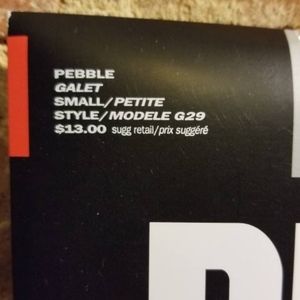 PEBBLE
GALET
SMALL/PETITE
STYLE/MODELE G29
$13.00 sugg retail/prix suggéré